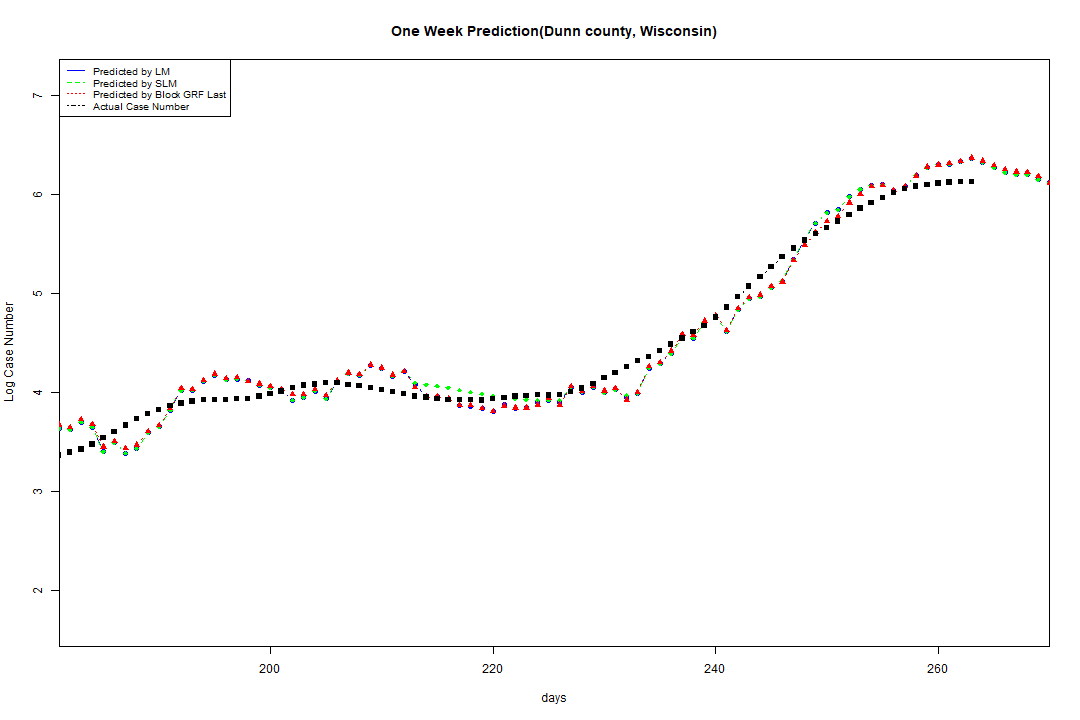 One Week Prediction(Dunn county, Wisconsin)
Predicted by LM
Predicted by SLM
Predicted by Block GRF Last
Actual Case Number
7
6
5
4
3
2
Log Case Number
200
220
240
260
days